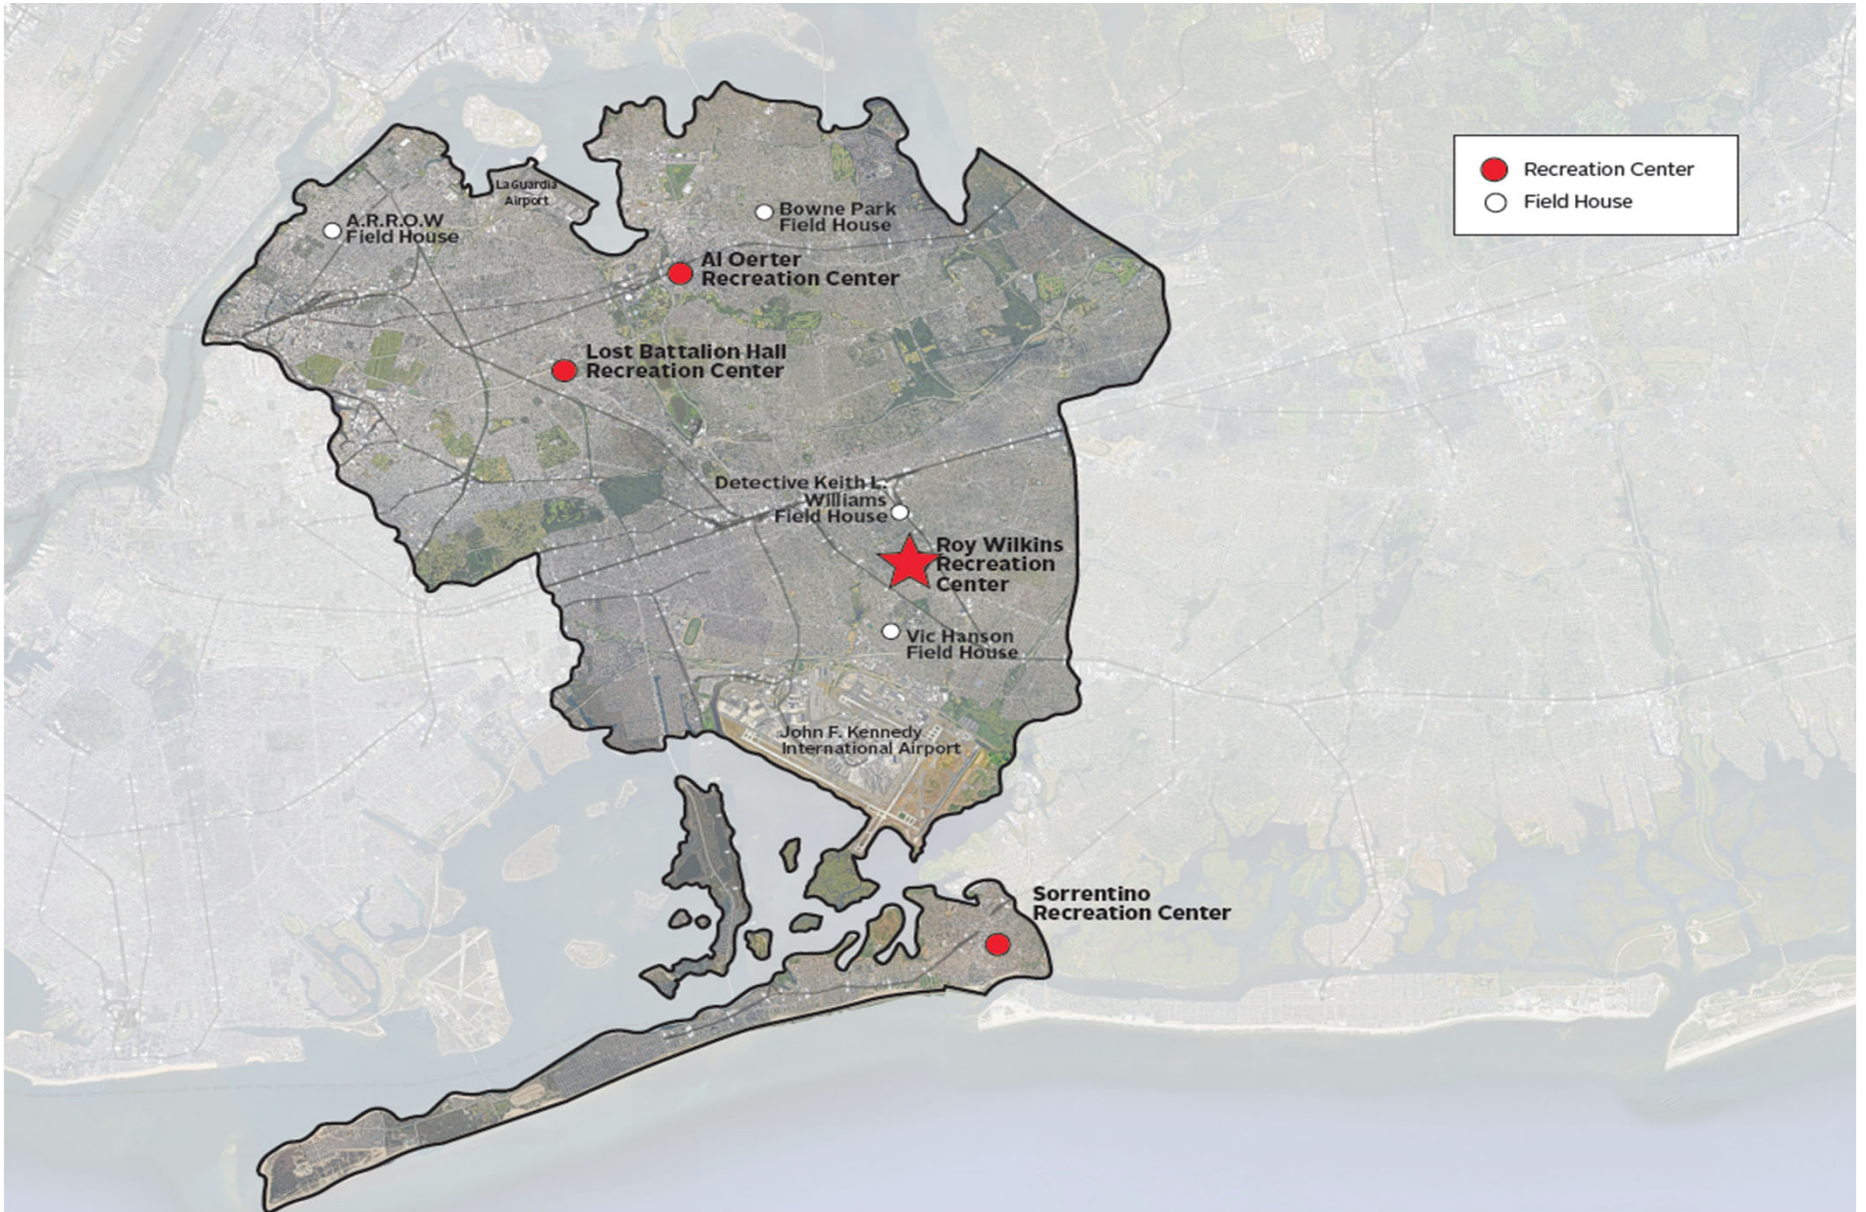 Recreation Center
Field House
La Guardia
Airport
A.R.R.O.W
Field House
Bowne Park
Field House
Al Oerter
Recreation Center
Lost Battalion Hall
Recreation Center
Detective Keith L.
Williams
Field House
Roy Wilkins
Recreation
Center
Vic Hanson
Field House
John F. Kennedy
International Airport
Sorrentino
Recreation Center